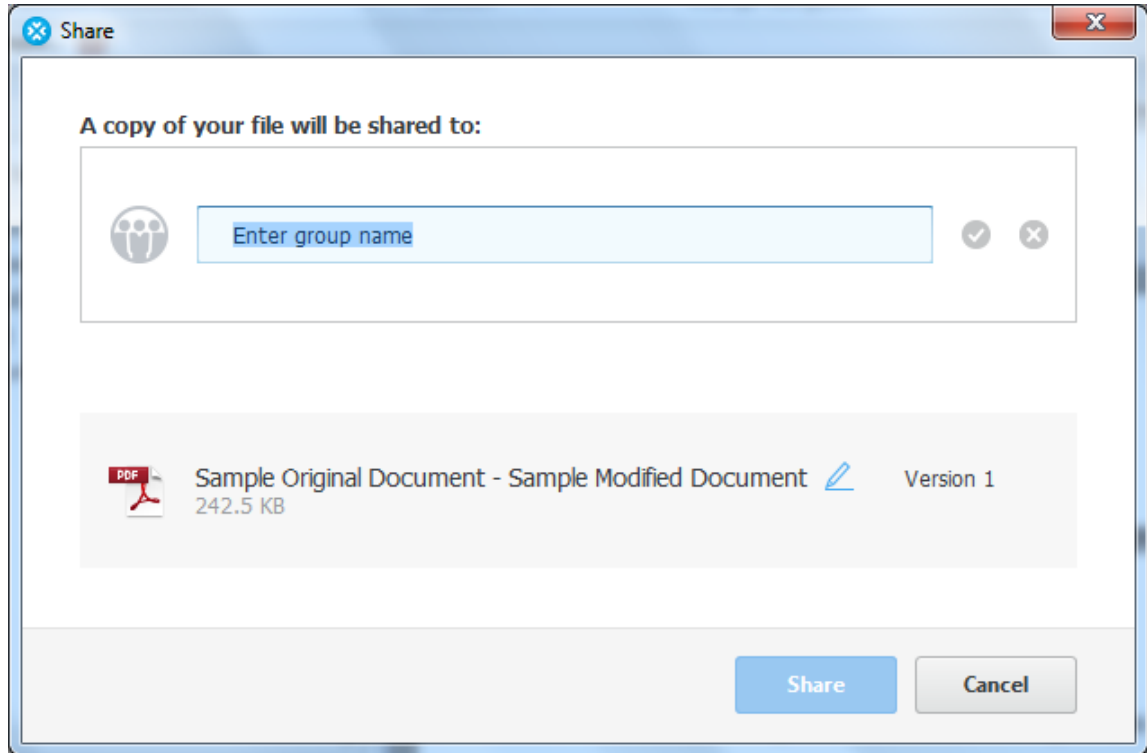 Share
A copy of your file will be shared to:
Enter group name
PDF
Sample Original Document - Sample Modified Document
Version 1
242.5 KB
Share
Cancel